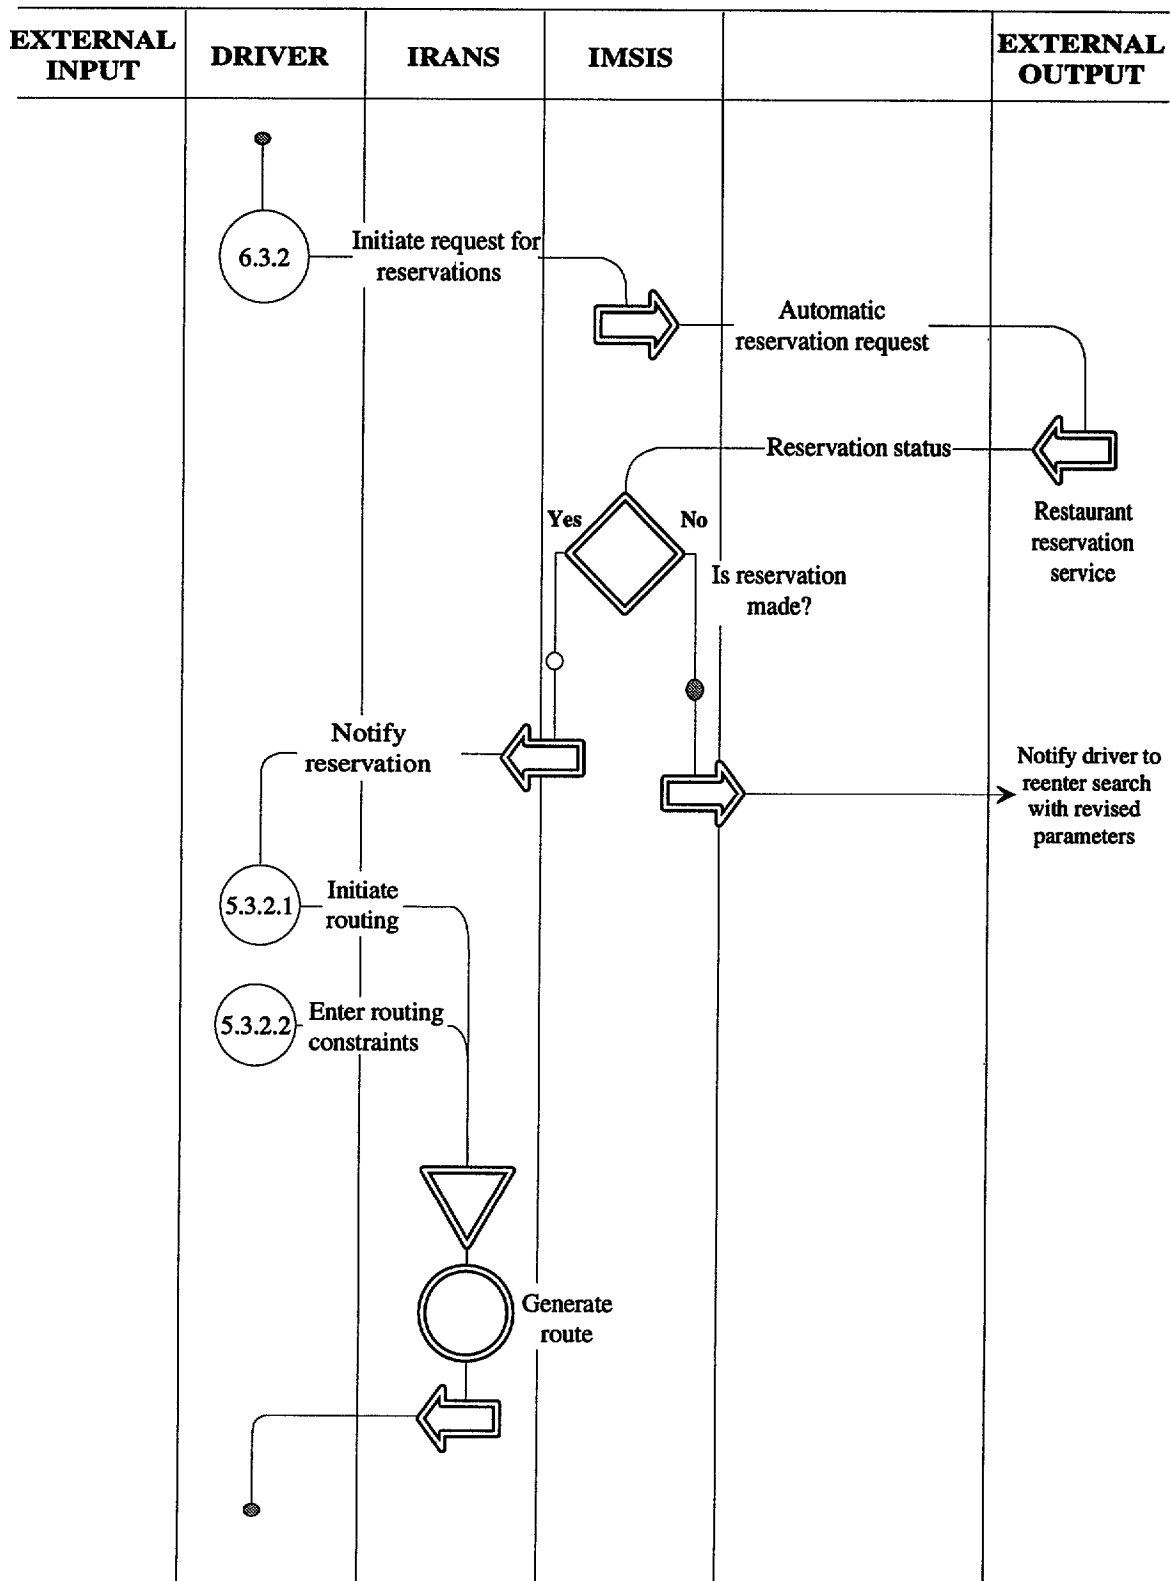 EXTERNAL
INPUT
DRIVER
IRANS
IMSIS
EXTERNAL
OUTPUT
6.3.2
Initiate request for
reservations
Automatic
reservation request
Reservation status
Restaurant
reservation
service
Yes
No
Is reservation
made?
Notify
reservation
Notify driver to
reenter search
with revised
parameters
5.3.2.1
Initiate
routing
5.3.2.2
Enter routing
constraints
Generate
route